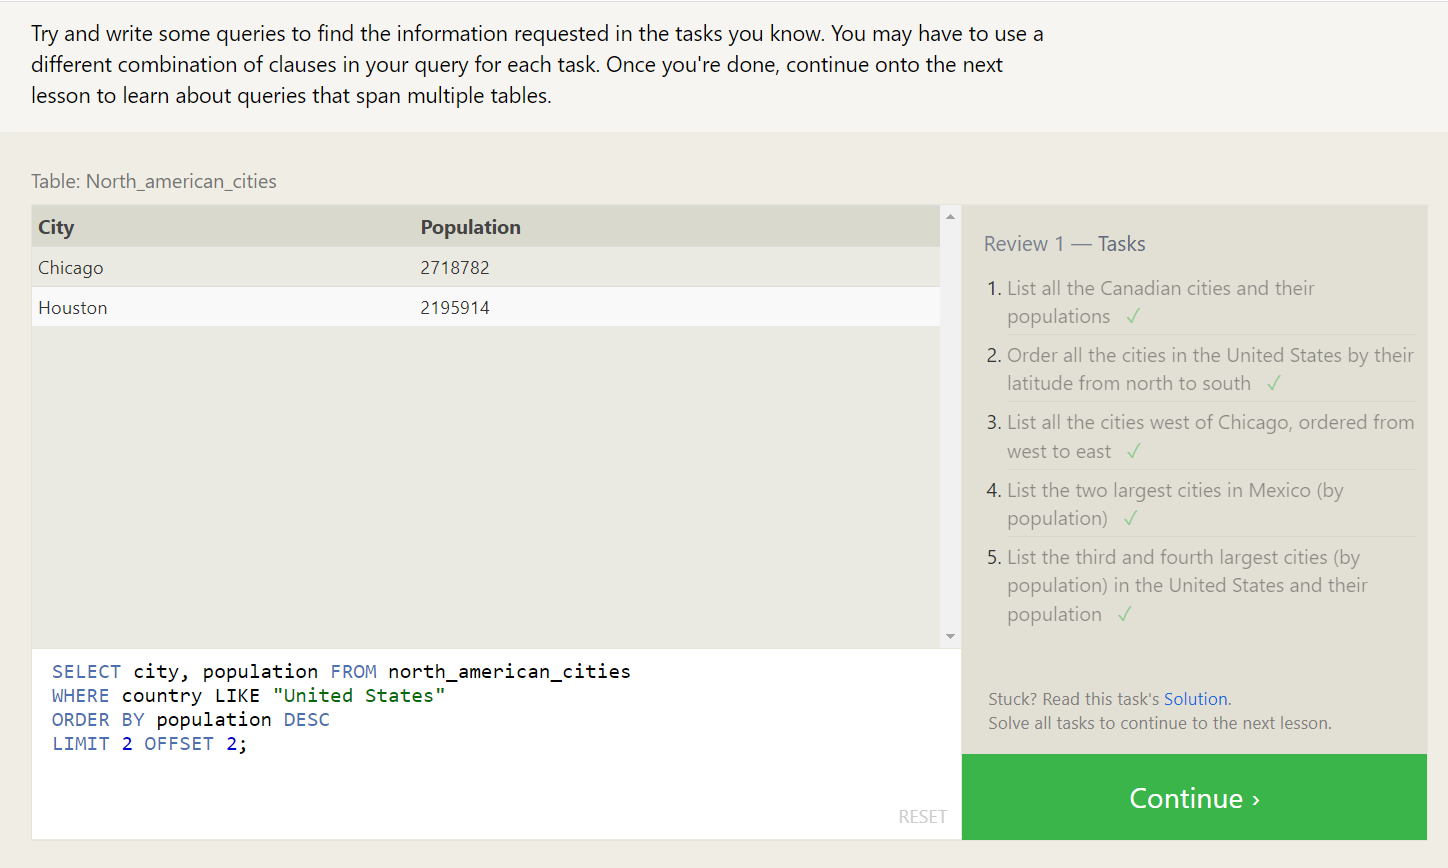 Try and write some queries to find the information requested in the tasks you know. You may have to use a
different combination of clauses in your query for each task. Once you're done, continue onto the next
lesson to learn about queries that span multiple tables.
Table: North_american_cities
City Population
Chicago 2718782
Houston 2195914
SELECT city, population FROM north_american_cities
WHERE country LIKE "United States"
ORDER BY population DESC
LIMIT 2 OFFSET 2;
RESET
Review 1 — Tasks
1. List all the Canadian cities and their
populations ✓
2. Order all the cities in the United States by their
latitude from north to south ✓
3. List all the cities west of Chicago, ordered from
west to east ✓
4. List the two largest cities in Mexico (by
population) ✓
5. List the third and fourth largest cities (by
population) in the United States and their
population ✓
Stuck? Read this task's Solution.
Solve all tasks to continue to the next lesson.
Continue ›